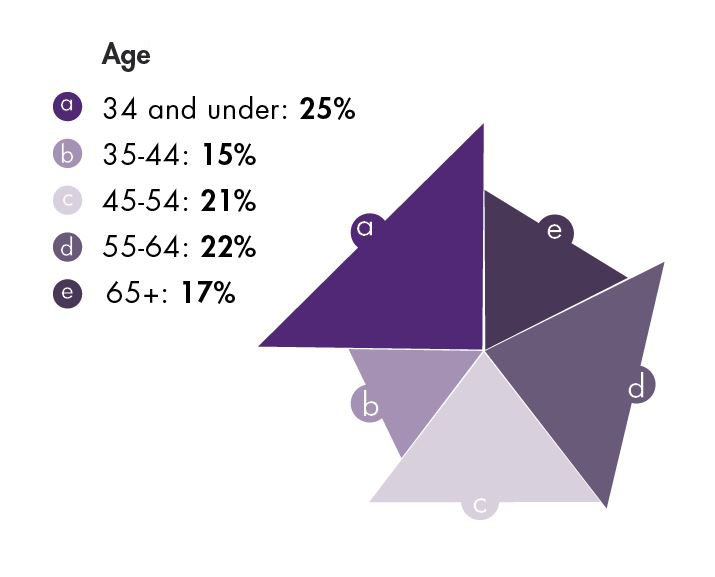 Age
a 34 and under: 25%
b 35-44: 15%
c 45-54: 21%
d 55-64: 22%
e 65+: 17%
a
e
d
b
c